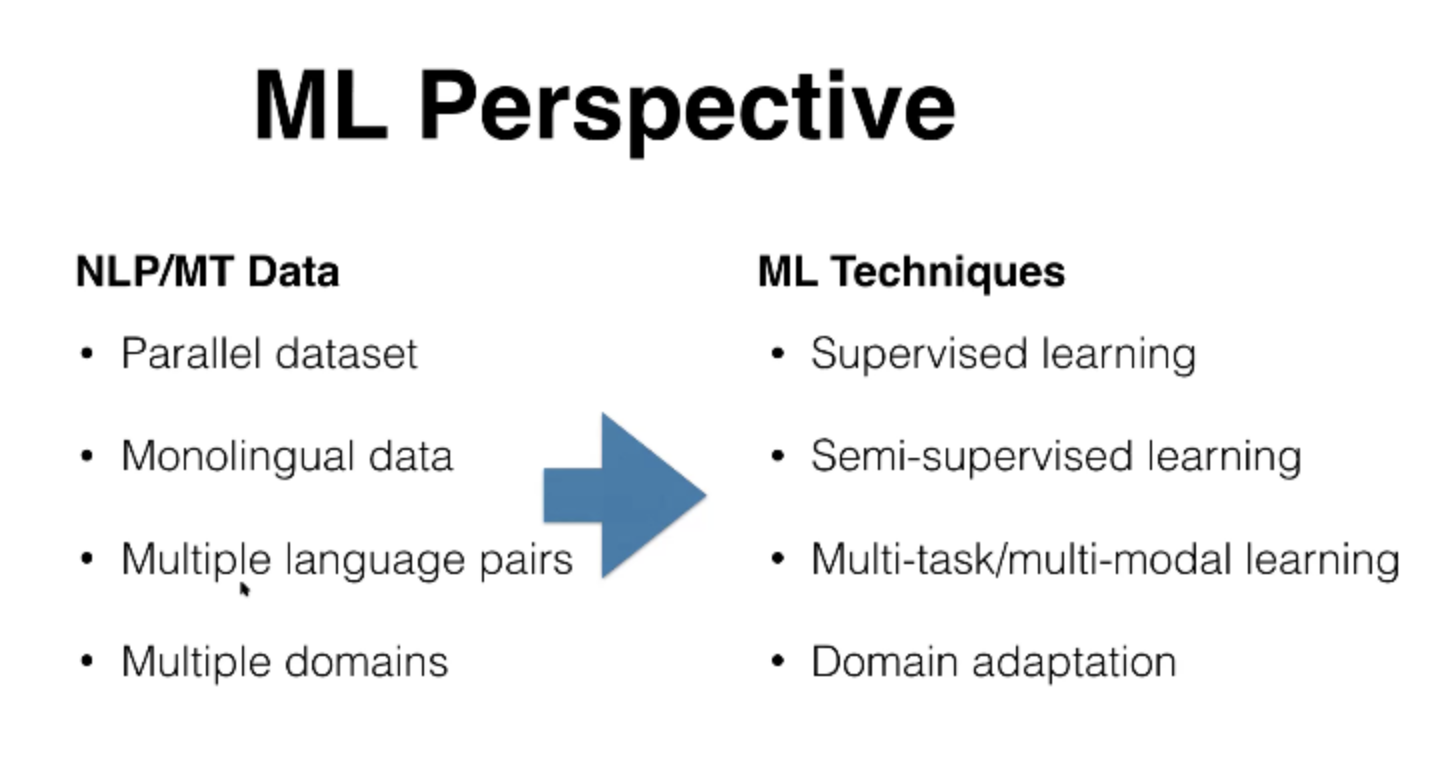 ML Perspective
NLP/MT Data
• Parallel dataset
• Monolingual data
• Multiple language pairs
• Multiple domains
ML Techniques
• Supervised learning
• Semi-supervised learning
• Multi-task/multi-modal learning
• Domain adaptation